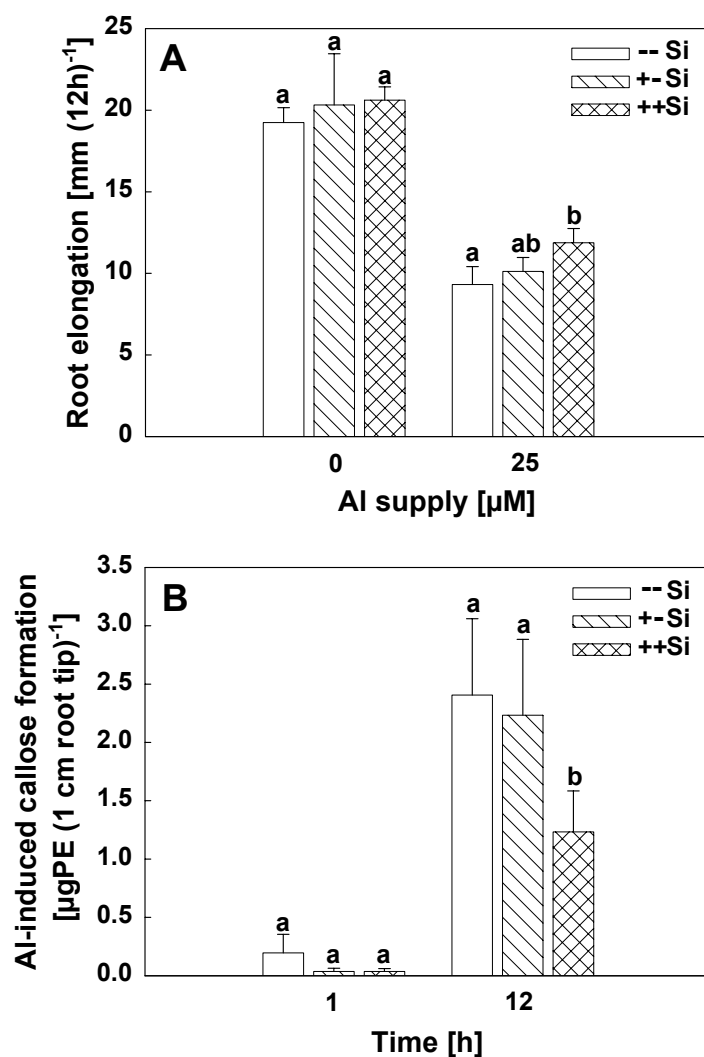 A
-- Si
+- Si
++Si
Root elongation [mm (12h)⁻¹]
25
20
15
10
5
0
a a a
a ab b
0 25
Al supply [µM]
B
-- Si
+- Si
++Si
Al-induced callose formation
[µgPE (1 cm root tip)⁻¹]
3.5
3.0
2.5
2.0
1.5
1.0
0.5
0.0
a a a
a a b
1 12
Time [h]